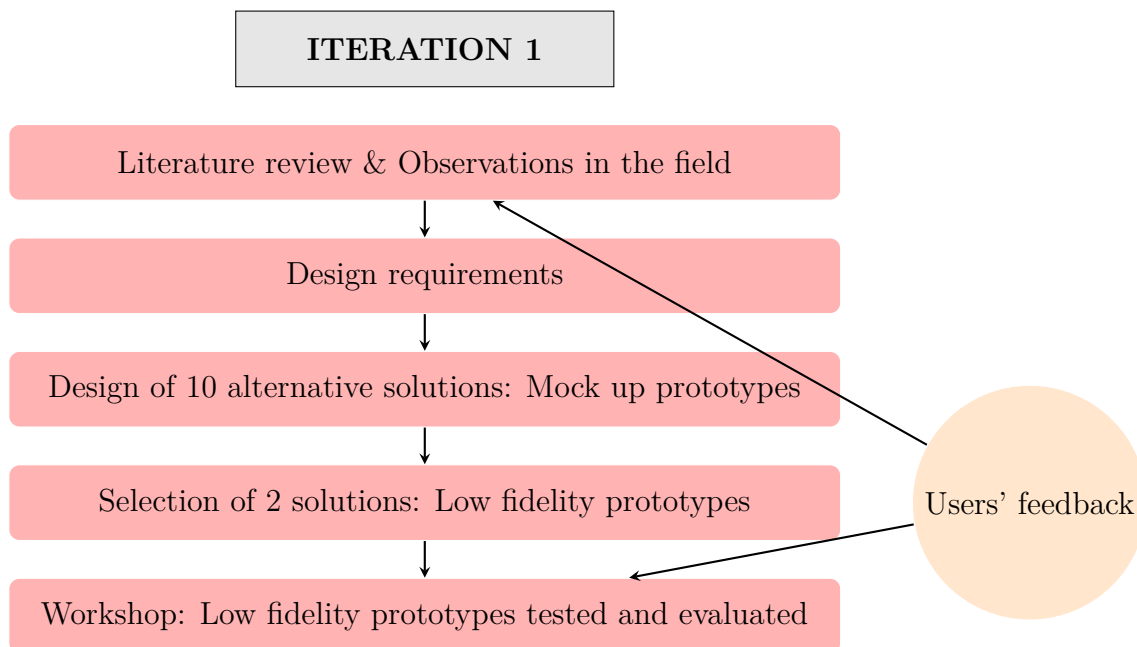 ITERATION 1
Literature review & Observations in the field
Design requirements
Design of 10 alternative solutions: Mock up prototypes
Selection of 2 solutions: Low fidelity prototypes
Users’ feedback
Workshop: Low fidelity prototypes tested and evaluated